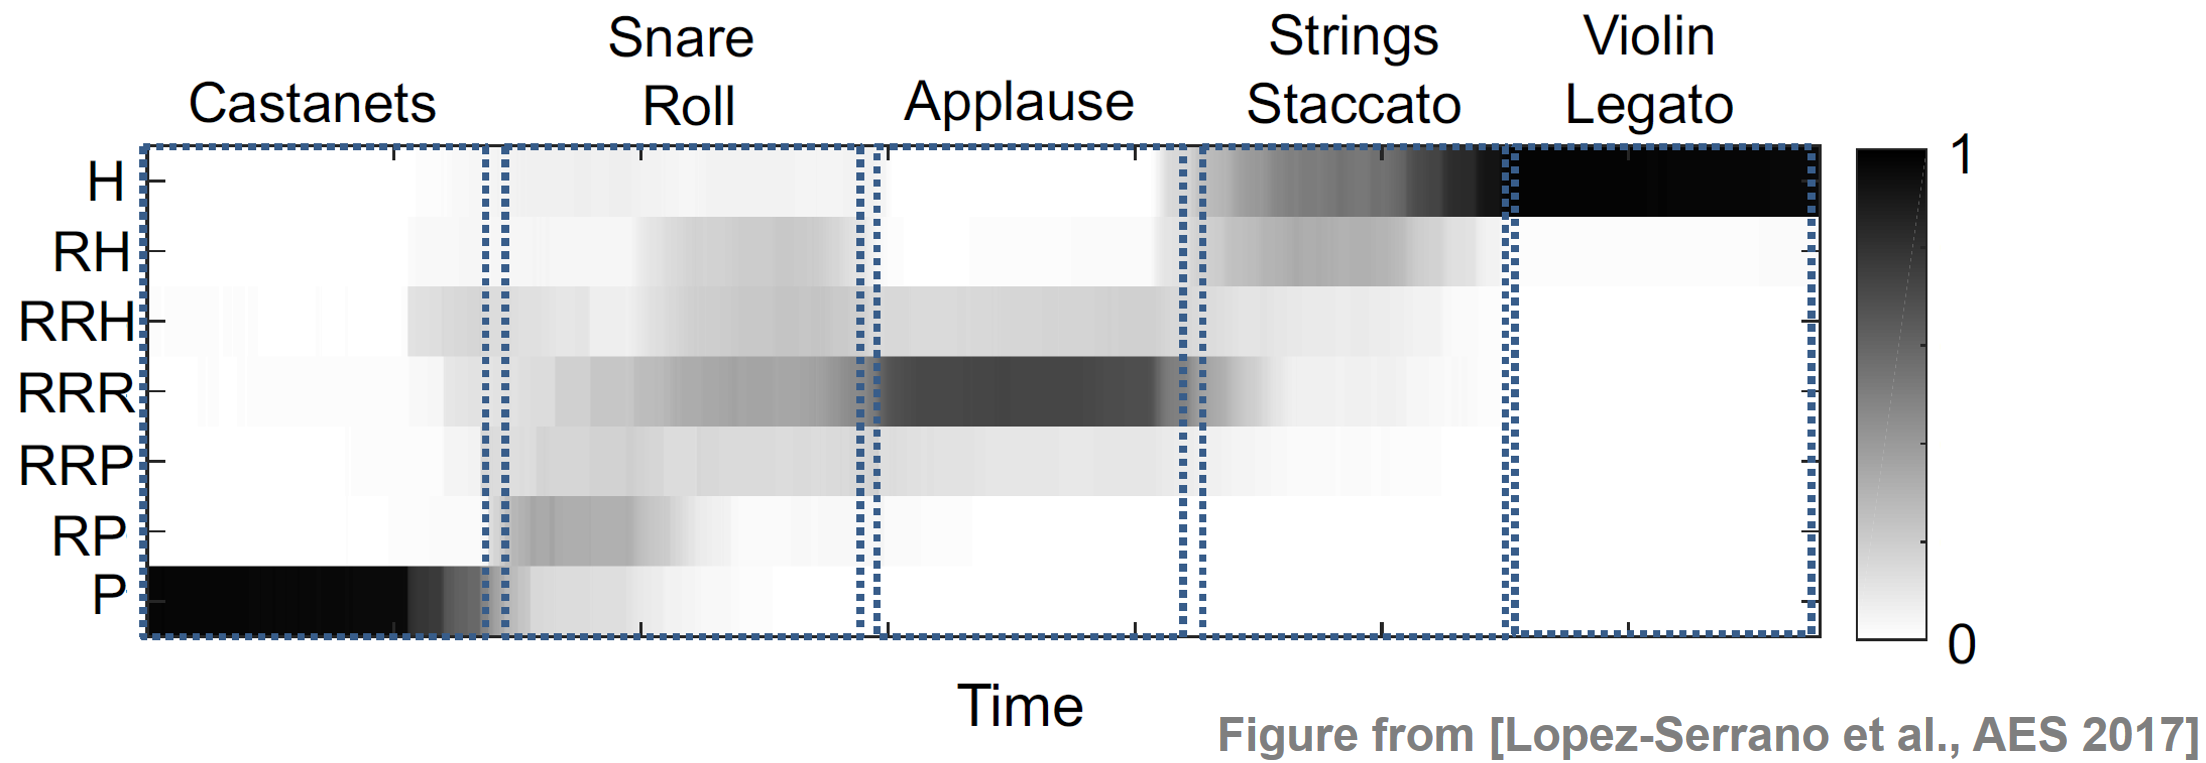 Castanets
Snare
Roll
Applause
Strings
Staccato
Violin
Legato
H
RH
RRH
RRR
RRP
RP
P
1
0
Time
Figure from [Lopez-Serrano et al., AES 2017]